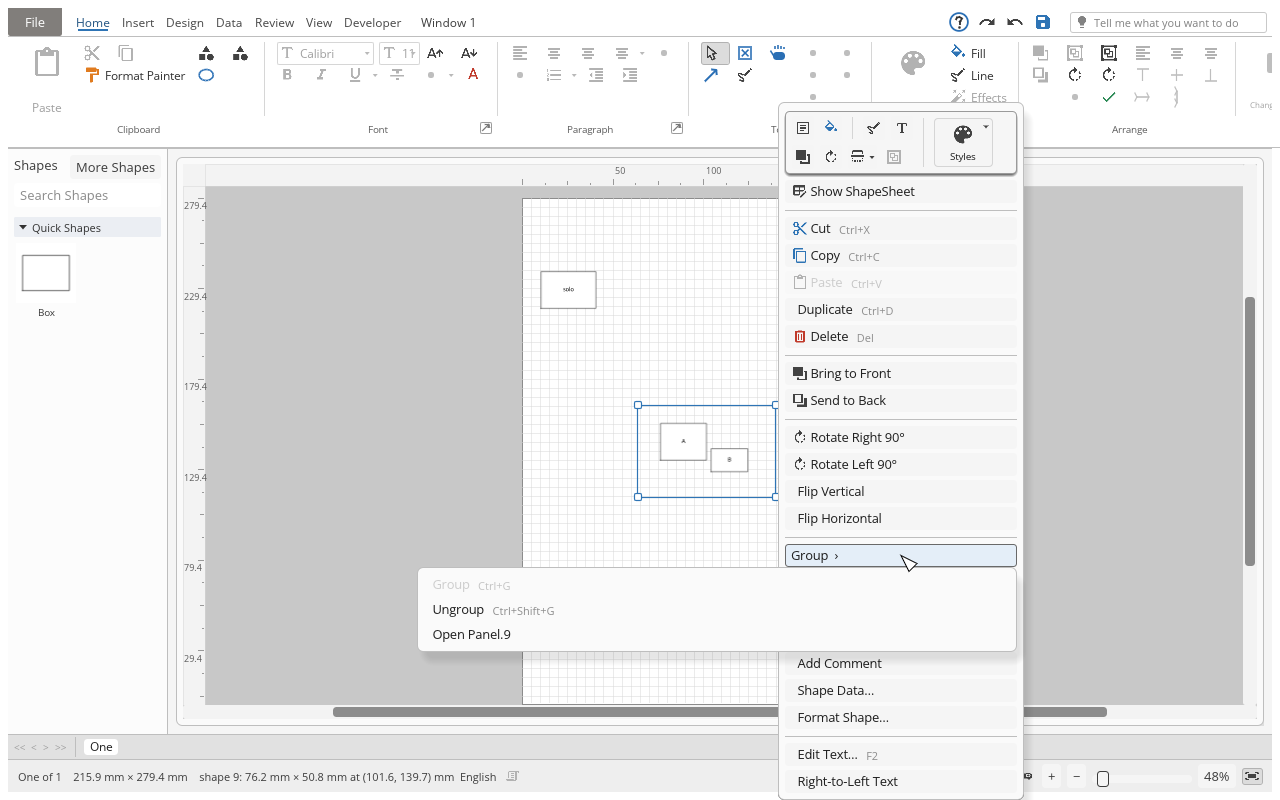 File Home Insert Design Data Review View Developer Window 1 Tell me what you want to do
Paste
Format Painter
Clipboard
Calibri
Font
Paragraph
Fill
Line
Effects
Arrange
Shapes More Shapes
Search Shapes
Quick Shapes
Box
50 100
279.4
229.4
179.4
129.4
79.4
29.4
solo
A
B
Styles
Show ShapeSheet
Cut Ctrl+X
Copy Ctrl+C
Paste Ctrl+V
Duplicate Ctrl+D
Delete Del
Bring to Front
Send to Back
Rotate Right 90°
Rotate Left 90°
Flip Vertical
Flip Horizontal
Group ›
Group Ctrl+G
Ungroup Ctrl+Shift+G
Open Panel.9
Add Comment
Shape Data...
Format Shape...
Edit Text... F2
Right-to-Left Text
<< < > >> One
One of 1 215.9 mm × 279.4 mm shape 9: 76.2 mm × 50.8 mm at (101.6, 139.7) mm English + − 48%